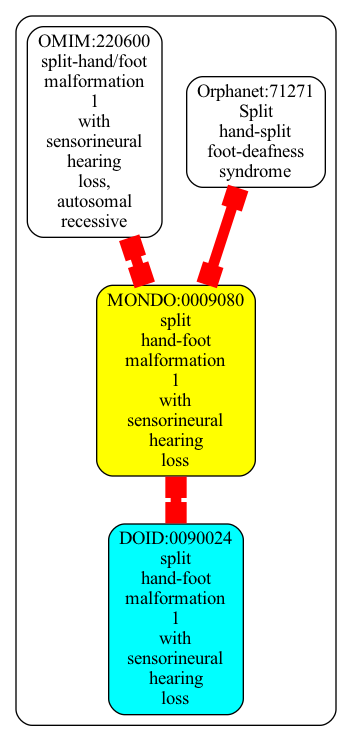 OMIM:220600
split-hand/foot
malformation
1
with
sensorineural
hearing
loss,
autosomal
recessive
Orphanet:71271
Split
hand-split
foot-deafness
syndrome
MONDO:0009080
split
hand-foot
malformation
1
with
sensorineural
hearing
loss
DOID:0090024
split
hand-foot
malformation
1
with
sensorineural
hearing
loss